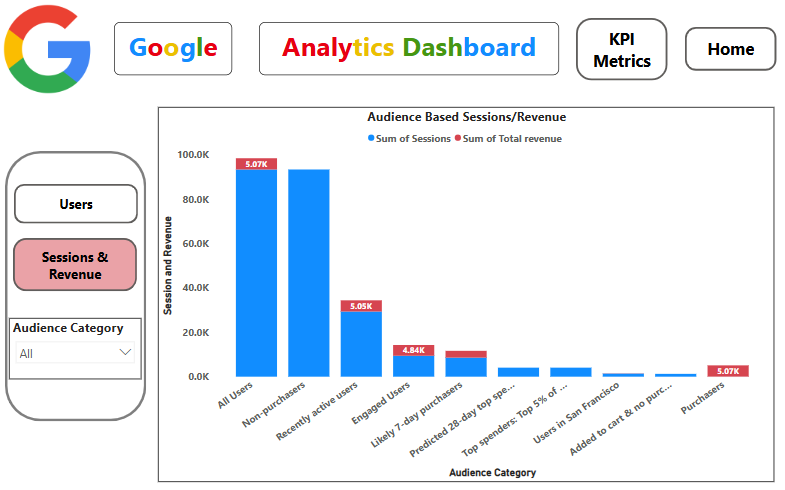 Google
Analytics Dashboard
KPI
Metrics
Home
Users
Sessions &
Revenue
Audience Category
All
Audience Based Sessions/Revenue
Sum of Sessions Sum of Total revenue
Session and Revenue
100.0K
80.0K
60.0K
40.0K
20.0K
0.0K
5.07K
5.05K
4.84K
5.07K
All Users
Non-purchasers
Recently active users
Engaged Users
Likely 7-day purchasers
Predicted 28-day top spe...
Top spenders: Top 5% of ...
Users in San Francisco
Added to cart & no purc...
Purchasers
Audience Category